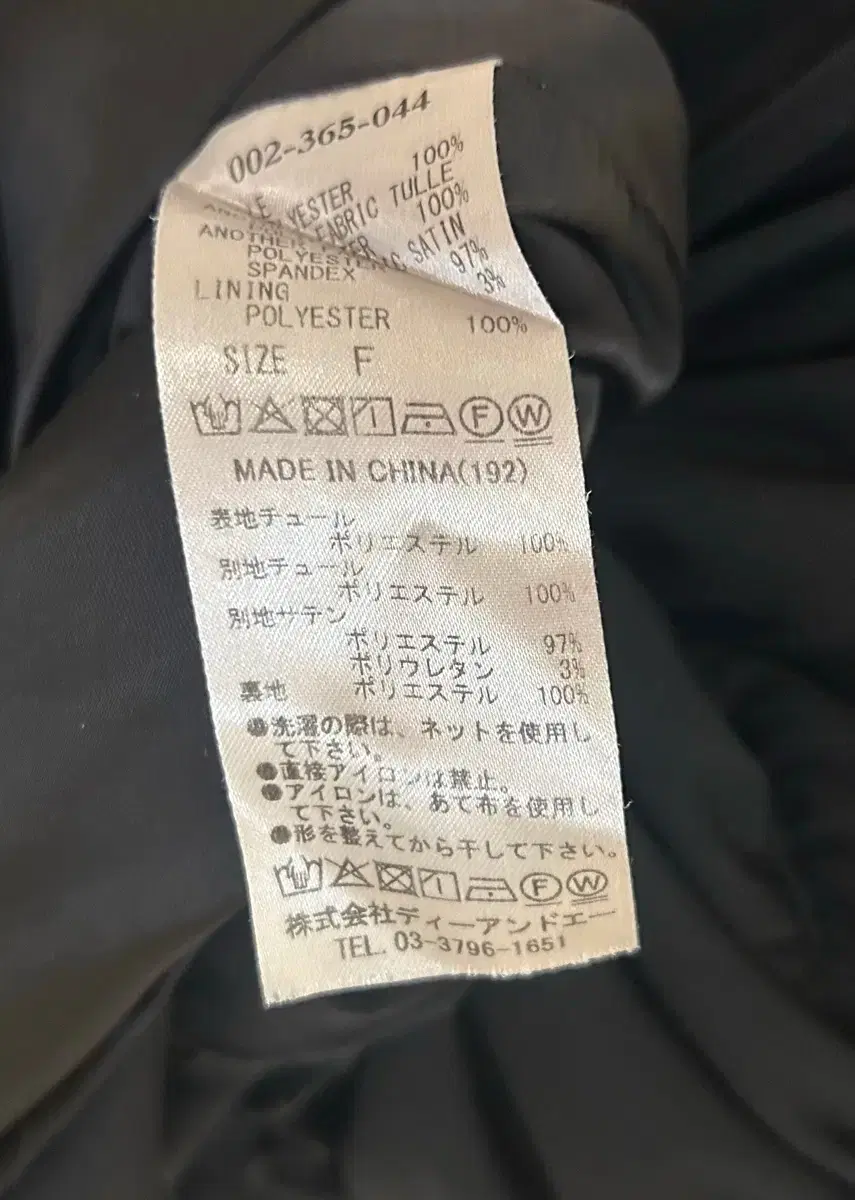 002-365-044
YESTER 100%
FABRIC TULLE
100%
ANOTHER SATIN
POLYESTE 97%
SPANDEX 3%
LINING
POLYESTER 100%
SIZE F
F W
MADE IN CHINA(192)
表地チュール
ポリエステル 100%
別地チュール
ポリエステル 100%
別地サテン
ポリエステル 97%
ポリウレタン 3%
裏地 ポリエステル 100%
●洗濯の際は、ネットを使用し
て下さい。
●直接アイロンは禁止。
●アイロンは、あて布を使用し
て下さい。
●形を整えてから干して下さい。
F W
株式会社ディーアンドエー
TEL. 03-3796-1651